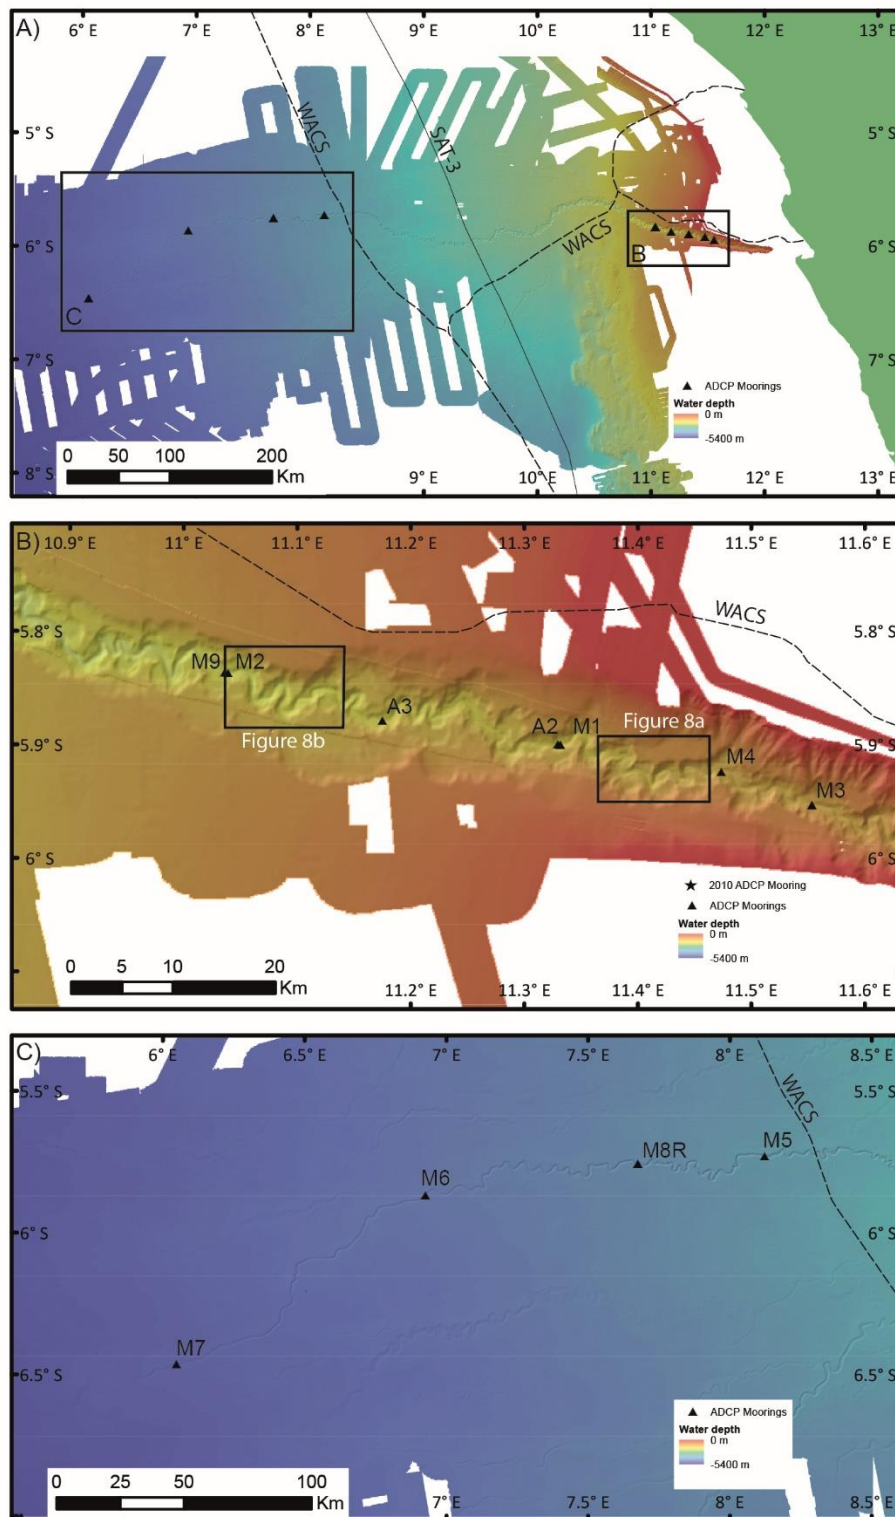 A)
6° E 7° E 8° E 9° E 10° E 11° E 12° E 13° E
5° S 5° S
WACS
SAT-3
6° S WACS B 6° S
C
7° S 7° S
ADCP Moorings
Water depth
0 m
-5400 m
0 50 100 200
Km
8° S 8° S
9° E 10° E 11° E 12° E 13° E
B)
10.9° E 11° E 11.1° E 11.2° E 11.3° E 11.4° E 11.5° E 11.6° E
WACS
5.8° S 5.8° S
M9 M2
A3
Figure 8b
A2 M1
Figure 8a
5.9° S 5.9° S
M4
M3
6° S 6° S
2010 ADCP Mooring
ADCP Moorings
Water depth
0 m
-5400 m
0 5 10 20
Km
11.2° E 11.3° E 11.4° E 11.5° E 11.6° E
C)
6° E 6.5° E 7° E 7.5° E 8° E 8.5° E
5.5° S 5.5° S
WACS
M5
M8R
M6
6° S 6° S
M7
6.5° S 6.5° S
ADCP Moorings
Water depth
0 m
-5400 m
0 25 50 100
Km
7° E 7.5° E 8° E 8.5° E